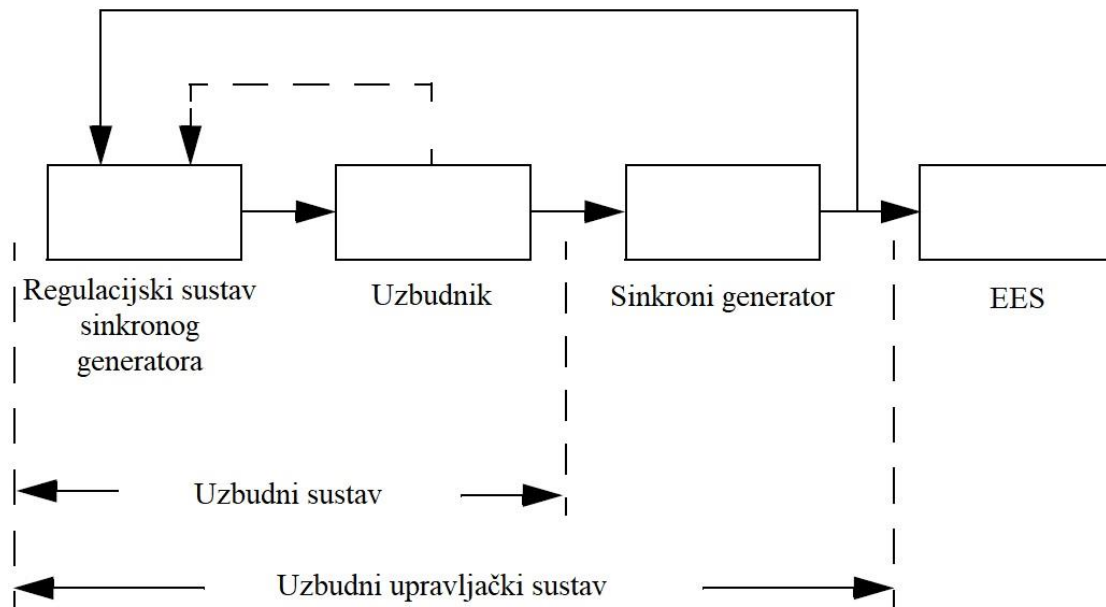 Regulacijski sustav
sinkronog
generatora
Uzbudnik
Sinkroni generator
EES
Uzbudni sustav
Uzbudni upravljački sustav